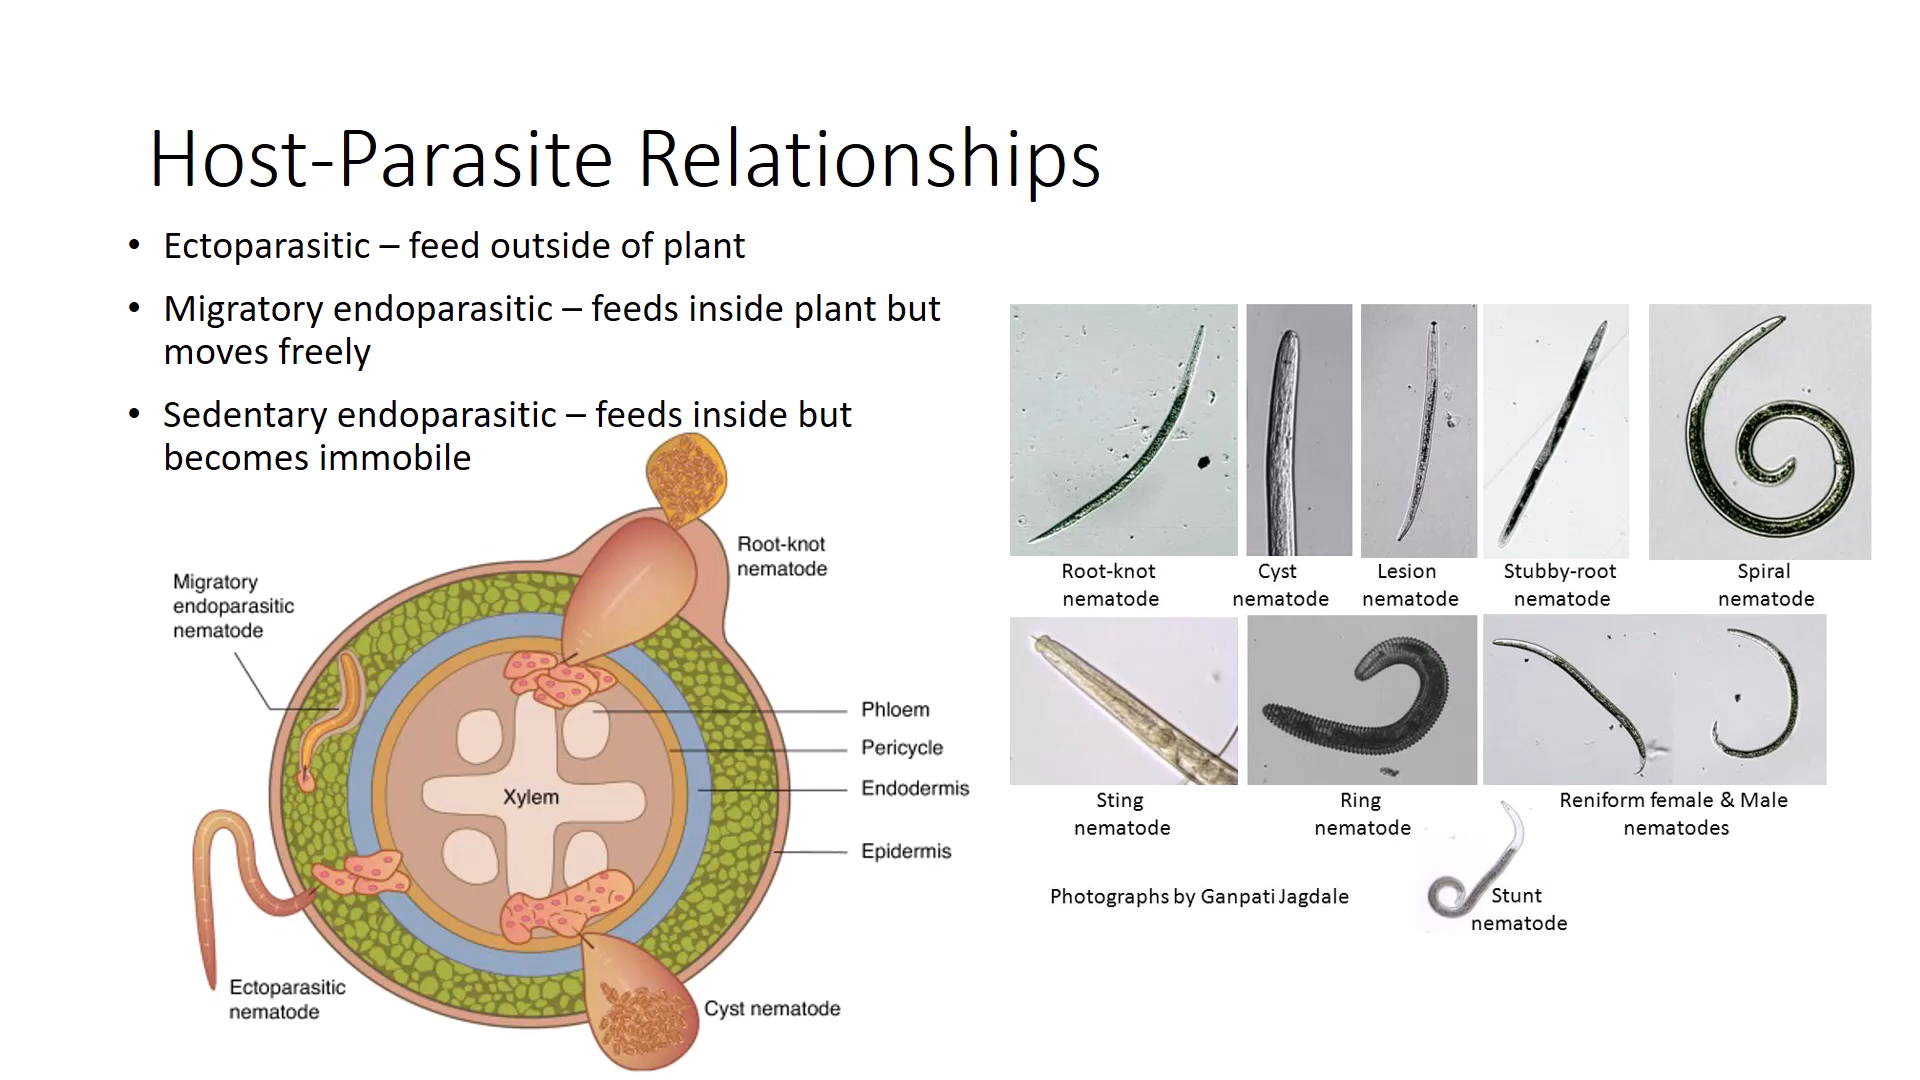 Host-Parasite Relationships
• Ectoparasitic – feed outside of plant
• Migratory endoparasitic – feeds inside plant but
moves freely
• Sedentary endoparasitic – feeds inside but
becomes immobile
Root-knot
nematode
Migratory
endoparasitic
nematode
Phloem
Pericycle
Xylem
Endodermis
Epidermis
Ectoparasitic
nematode
Cyst nematode
Root-knot
nematode
Cyst
nematode
Lesion
nematode
Stubby-root
nematode
Spiral
nematode
Sting
nematode
Ring
nematode
Reniform female & Male
nematodes
Photographs by Ganpati Jagdale
Stunt
nematode